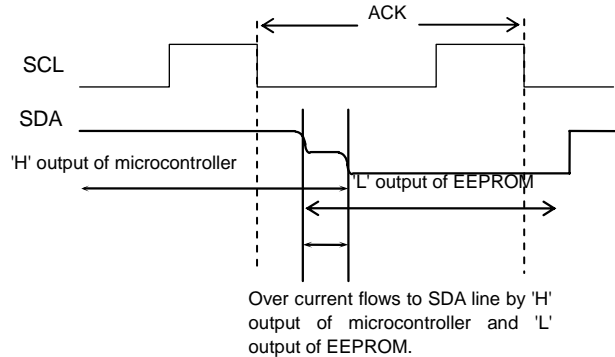 ACK
SCL
SDA
'H' output of microcontroller
'L' output of EEPROM
Over current flows to SDA line by 'H'
output of microcontroller and 'L'
output of EEPROM.